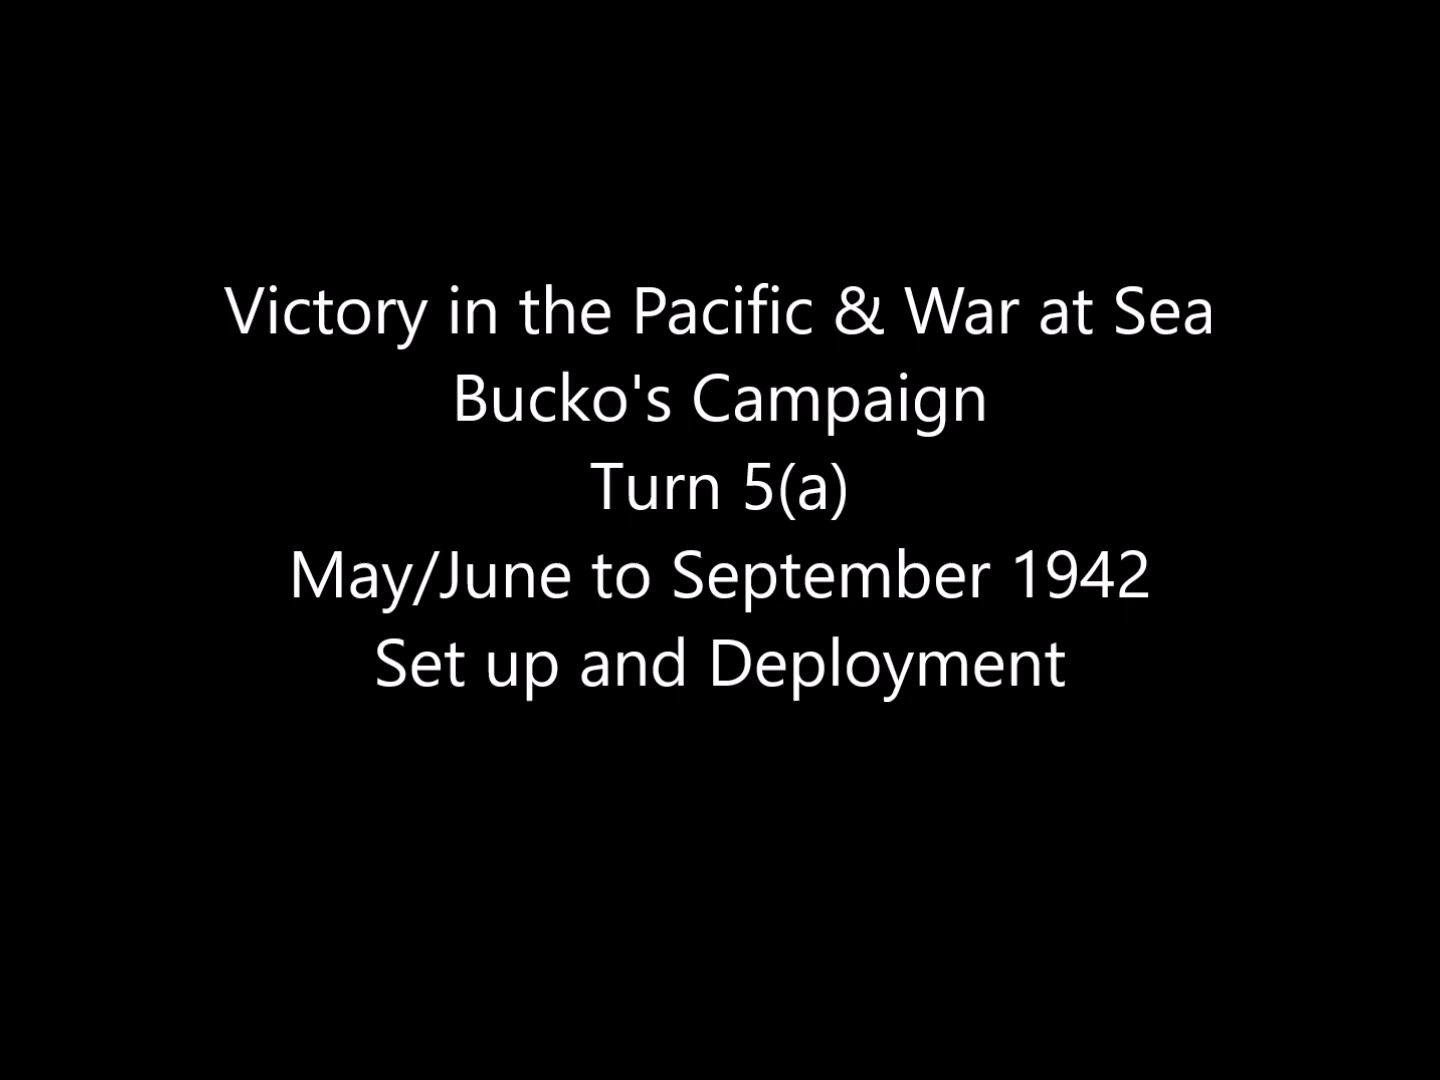 Victory in the Pacific & War at Sea
Bucko's Campaign
Turn 5(a)
May/June to September 1942
Set up and Deployment